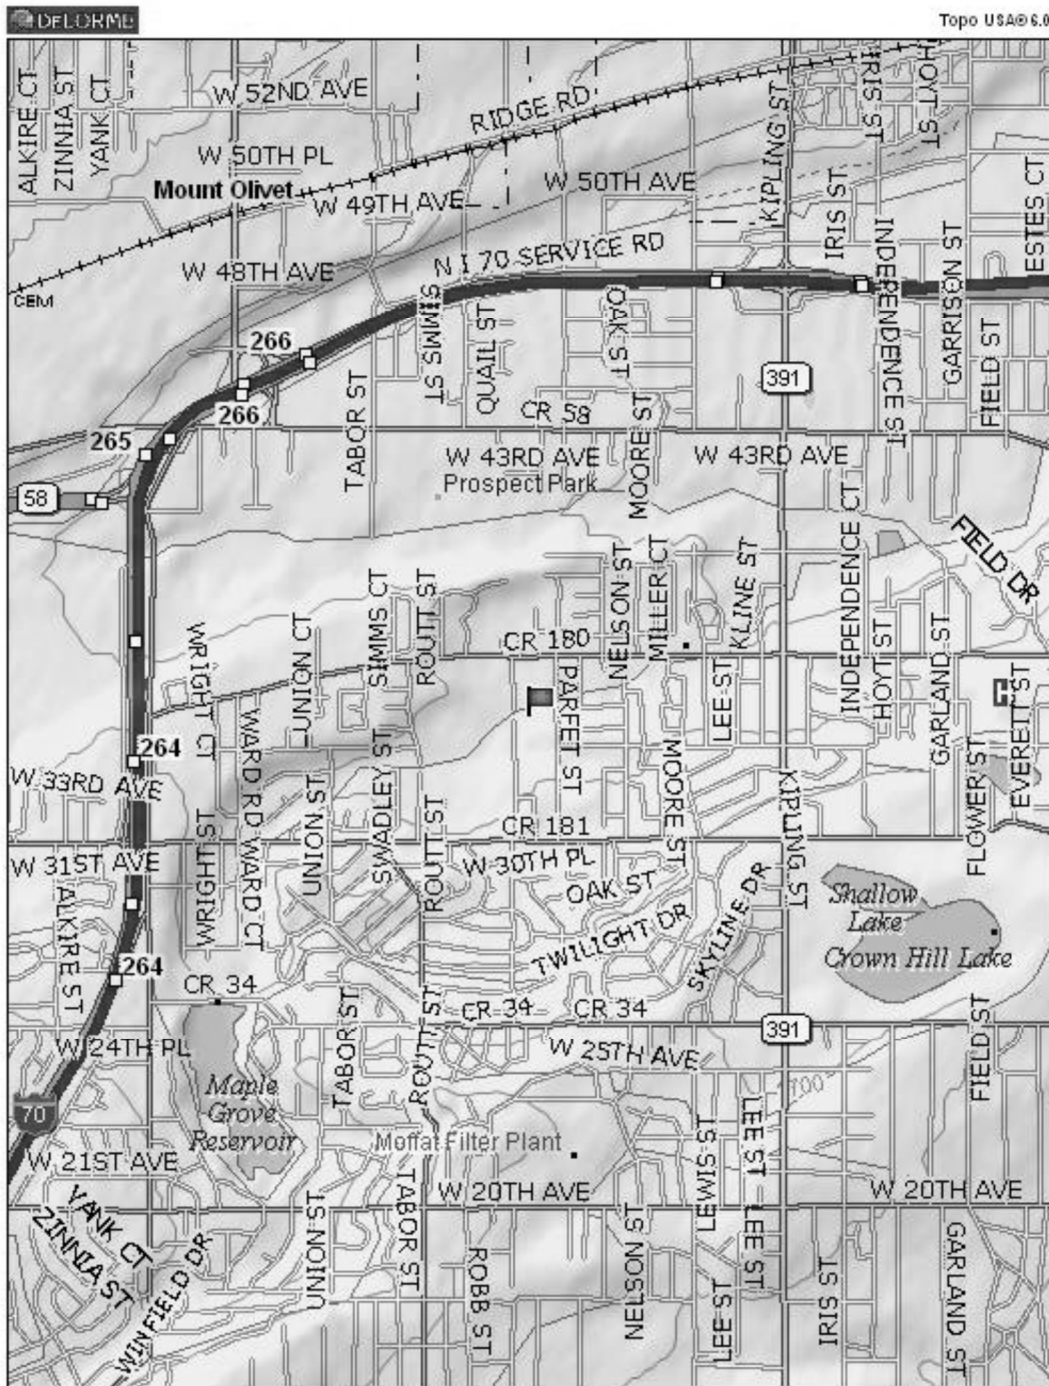 DELORME
Topo USA® 6.0
ALKIRE CT
ZINNIA ST
YANK CT
W 52ND AVE
RIDGE RD
KIPLING ST
IRIS ST
HOYT ST
W 50TH PL
Mount Olivet
W 49TH AVE
W 50TH AVE
IRIS ST
ESTES CT
W 48TH AVE
N I 70 SERVICE RD
INDEPENDENCE ST
GARRISON ST
CEM
SIMMS ST
QUAIL ST
OAK ST
FIELD ST
266
266
391
TABOR ST
CR 58
MOORE ST
265
W 43RD AVE
W 43RD AVE
Prospect Park
58
INDEPENDENCE CT
FIELD DR
SIMMS CT
ROUTT ST
NELSON ST
MILLER CT
KLINE ST
WRIGHT CT
UNION CT
CR 180
HOYT ST
GARLAND ST
PARFET ST
LEE ST
H
EVERETT ST
WARD RD
264
SWADLEY ST
MOORE ST
W 33RD AVE
UNION ST
ROUTT ST
KIPLING ST
FLOWER ST
WRIGHT ST
CR 181
W 31ST AVE
WARD CT
W 30TH PL
OAK ST
ALKIRE ST
SKYLINE DR
Shallow
Lake
TWILIGHT DR
Crown Hill Lake
264
CR 34
TABOR ST
ROUTT ST
CR 34
CR 34
391
FIELD ST
W 24TH PL
W 25TH AVE
70
Maple
Grove
Reservoir
700
Moffat Filter Plant
LEWIS ST
LEE ST
W 21ST AVE
TABOR ST
W 20TH AVE
W 20TH AVE
YANK CT
ZINNIA ST
WINFIELD DR
UNION ST
ROBB ST
NELSON ST
LEE ST
LEE ST
IRIS ST
GARLAND ST